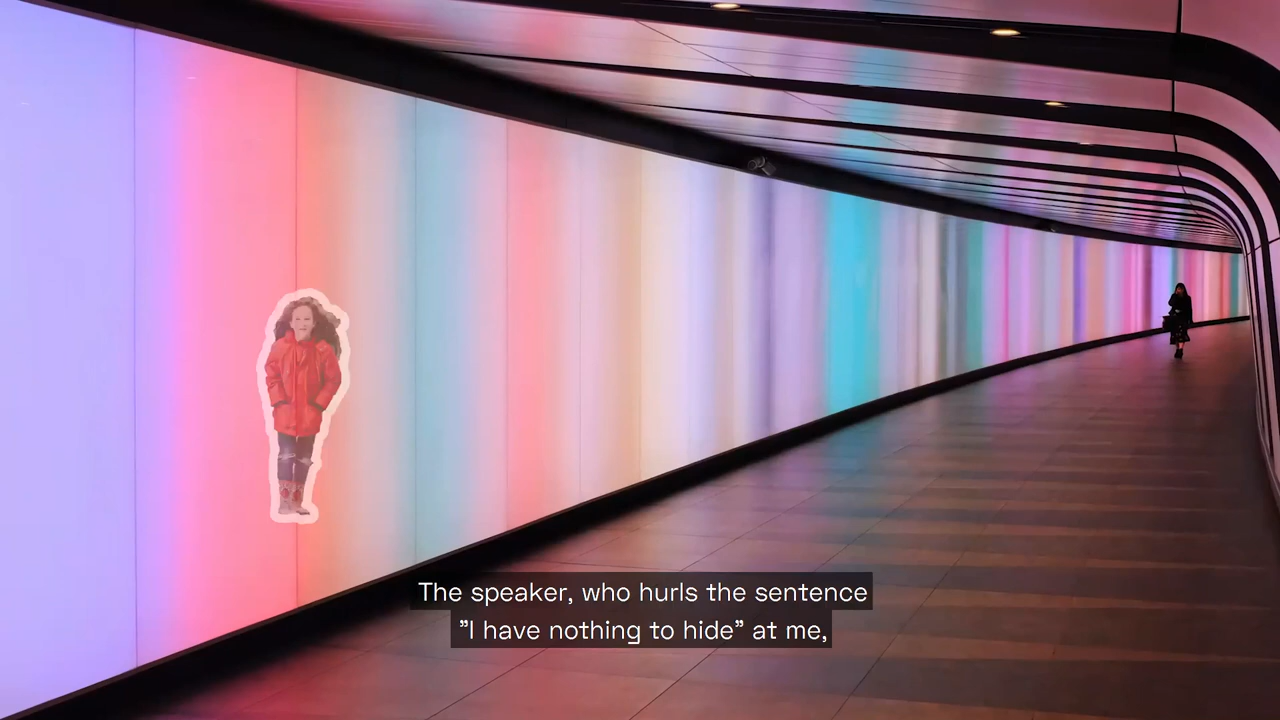 The speaker, who hurls the sentence
”I have nothing to hide” at me,